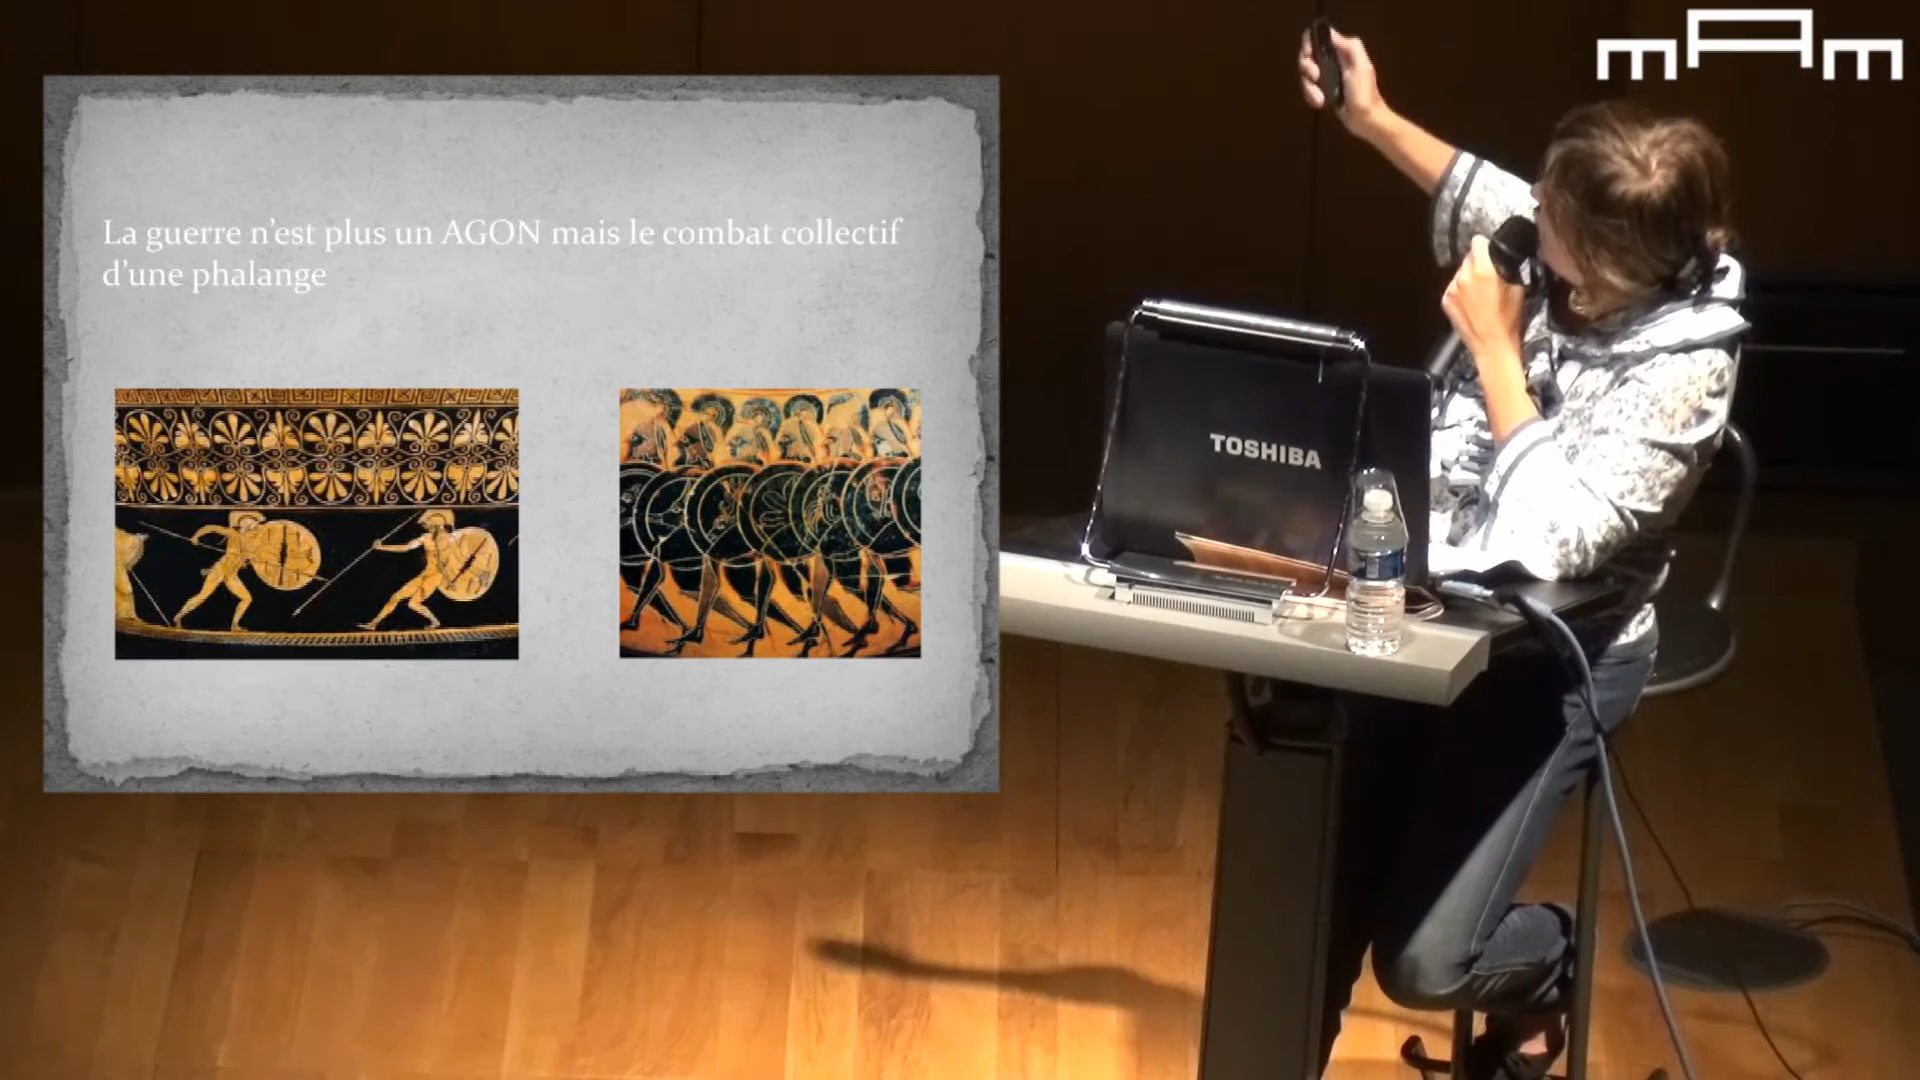 mAm
La guerre n’est plus un AGON mais le combat collectif
d’une phalange
TOSHIBA